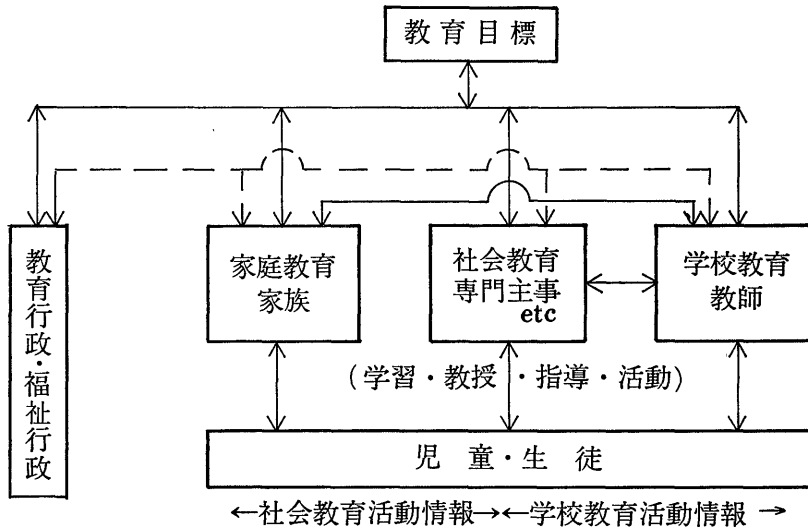 教育目標
教育行政・福祉行政
家庭教育
家族
社会教育
専門主事
etc
学校教育
教師
(学習・教授・指導・活動)
児童・生徒
←社会教育活動情報→←学校教育活動情報→